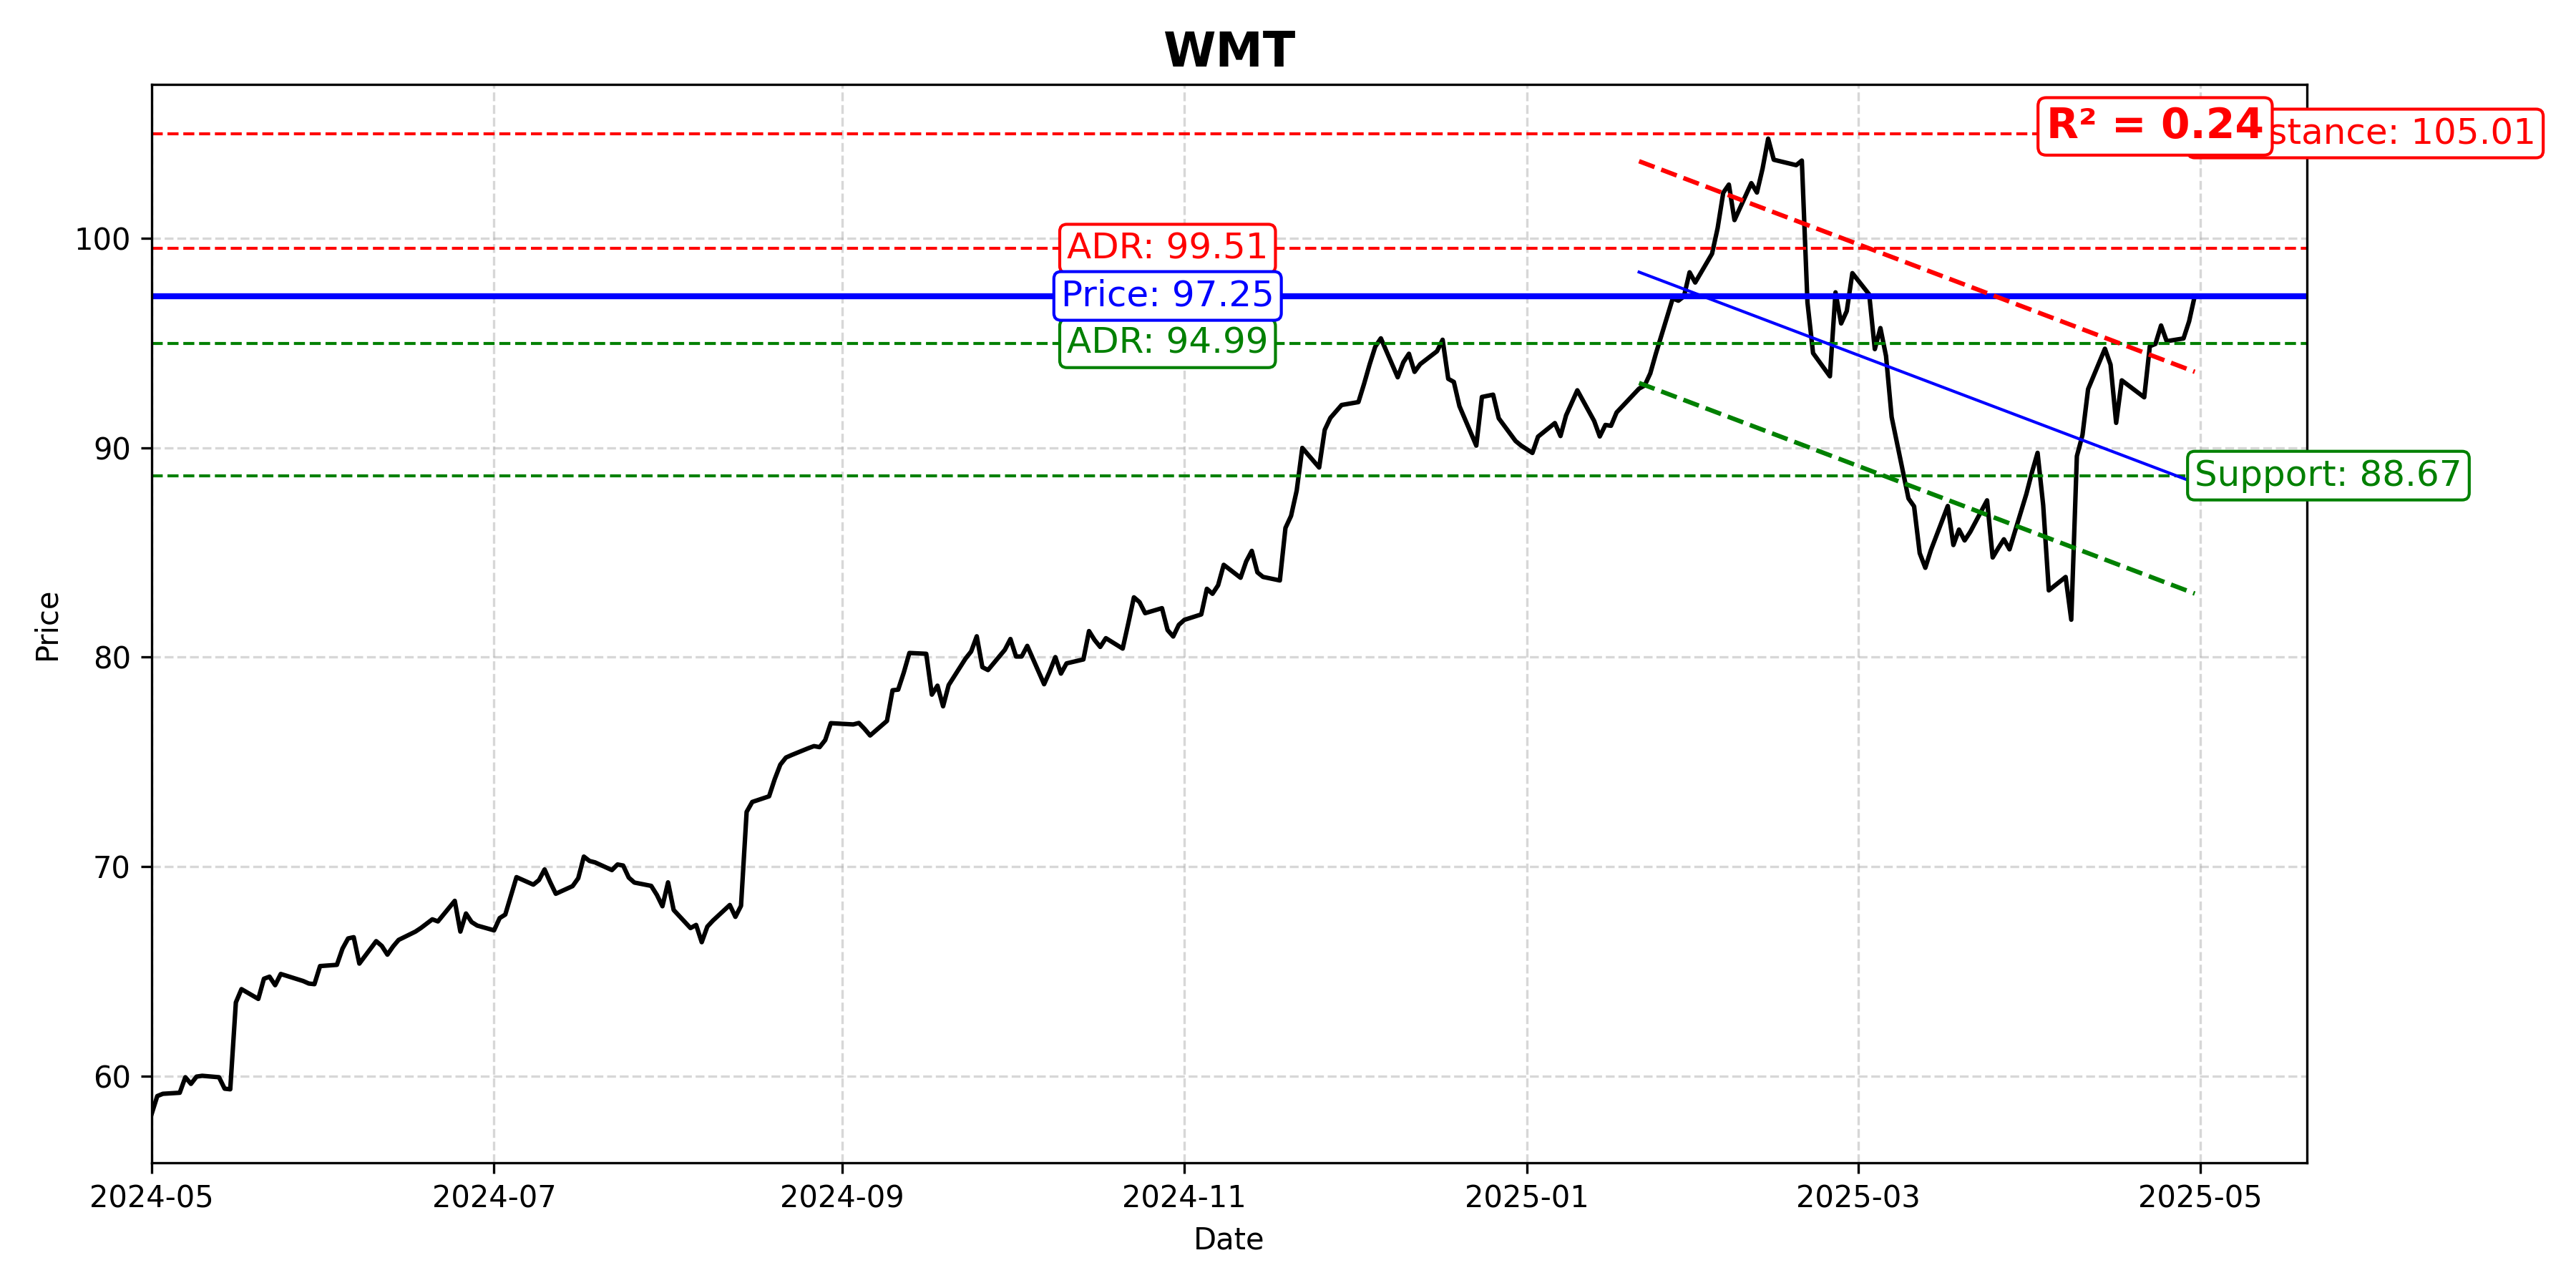 WMT
R² = 0.24
stance: 105.01
ADR: 99.51
Price: 97.25
ADR: 94.99
Support: 88.67
Price
100
90
80
70
60
2024-05 2024-07 2024-09 2024-11 2025-01 2025-03 2025-05
Date